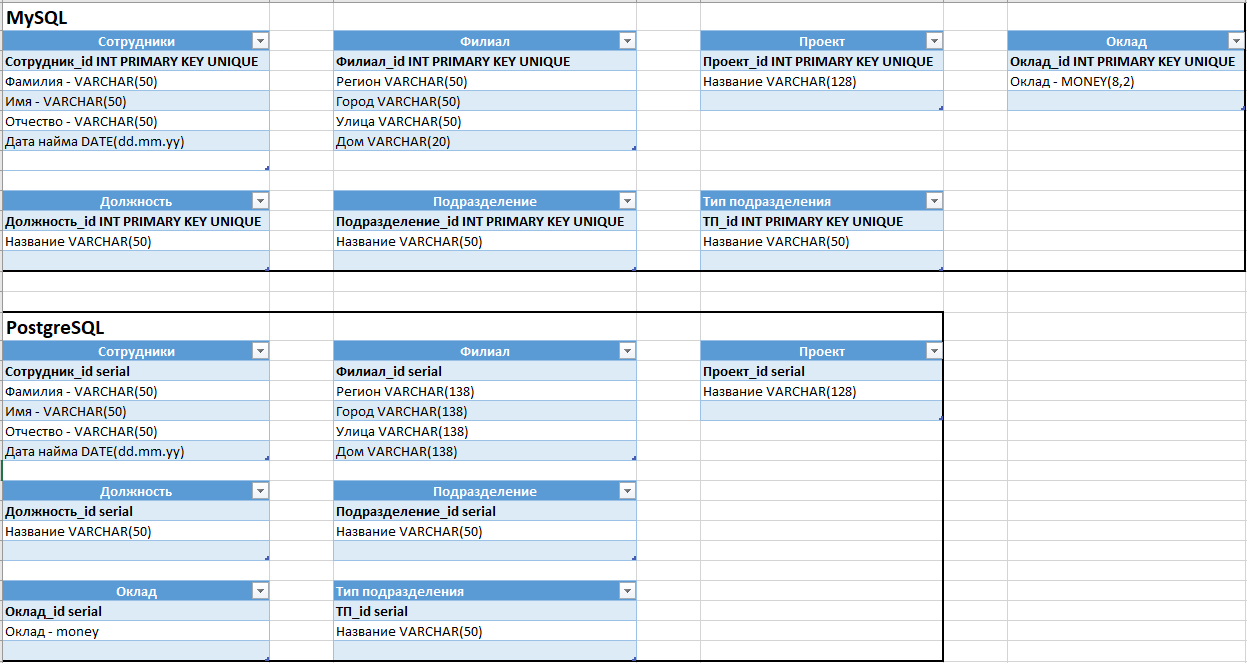 MySQL
Сотрудники
Филиал
Проект
Оклад
Сотрудник_id INT PRIMARY KEY UNIQUE
Филиал_id INT PRIMARY KEY UNIQUE
Проект_id INT PRIMARY KEY UNIQUE
Оклад_id INT PRIMARY KEY UNIQUE
Фамилия - VARCHAR(50)
Регион VARCHAR(50)
Название VARCHAR(128)
Оклад - MONEY(8,2)
Имя - VARCHAR(50)
Город VARCHAR(50)
Отчество - VARCHAR(50)
Улица VARCHAR(50)
Дата найма DATE(dd.mm.yy)
Дом VARCHAR(20)
Должность
Подразделение
Тип подразделения
Должность_id INT PRIMARY KEY UNIQUE
Подразделение_id INT PRIMARY KEY UNIQUE
ТП_id INT PRIMARY KEY UNIQUE
Название VARCHAR(50)
Название VARCHAR(50)
Название VARCHAR(50)
PostgreSQL
Сотрудники
Филиал
Проект
Сотрудник_id serial
Филиал_id serial
Проект_id serial
Фамилия - VARCHAR(50)
Регион VARCHAR(138)
Название VARCHAR(128)
Имя - VARCHAR(50)
Город VARCHAR(138)
Отчество - VARCHAR(50)
Улица VARCHAR(138)
Дата найма DATE(dd.mm.yy)
Дом VARCHAR(138)
Должность
Подразделение
Должность_id serial
Подразделение_id serial
Название VARCHAR(50)
Название VARCHAR(50)
Оклад
Тип подразделения
Оклад_id serial
ТП_id serial
Оклад - money
Название VARCHAR(50)